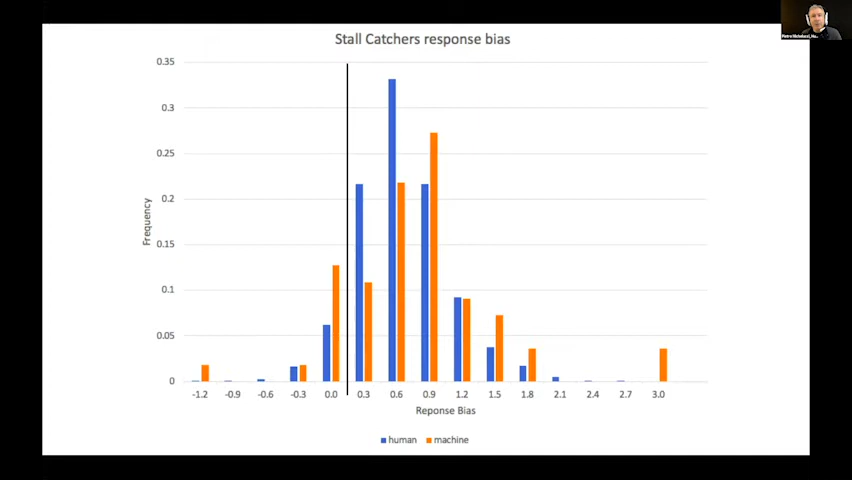 Stall Catchers response bias
0.35
0.3
0.25
0.2
0.15
0.1
0.05
0
Frequency
-1.2 -0.9 -0.6 -0.3 0.0 0.3 0.6 0.9 1.2 1.5 1.8 2.1 2.4 2.7 3.0
Reponse Bias
human machine